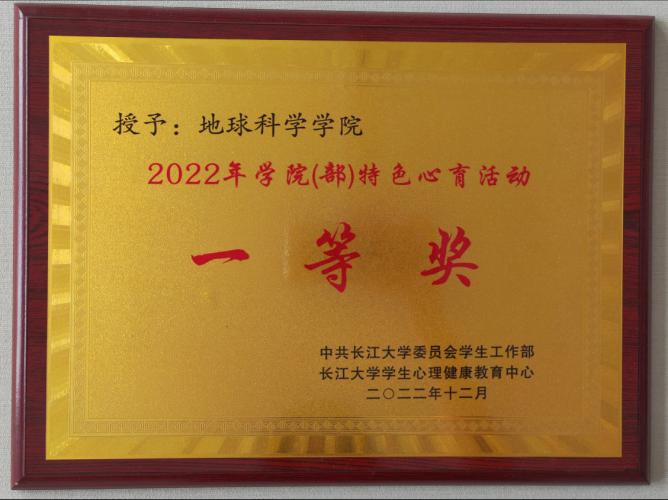 授予：地球科学学院
2022年学院(部)特色心育活动
一等奖
中共长江大学委员会学生工作部
长江大学学生心理健康教育中心
二〇二二年十二月